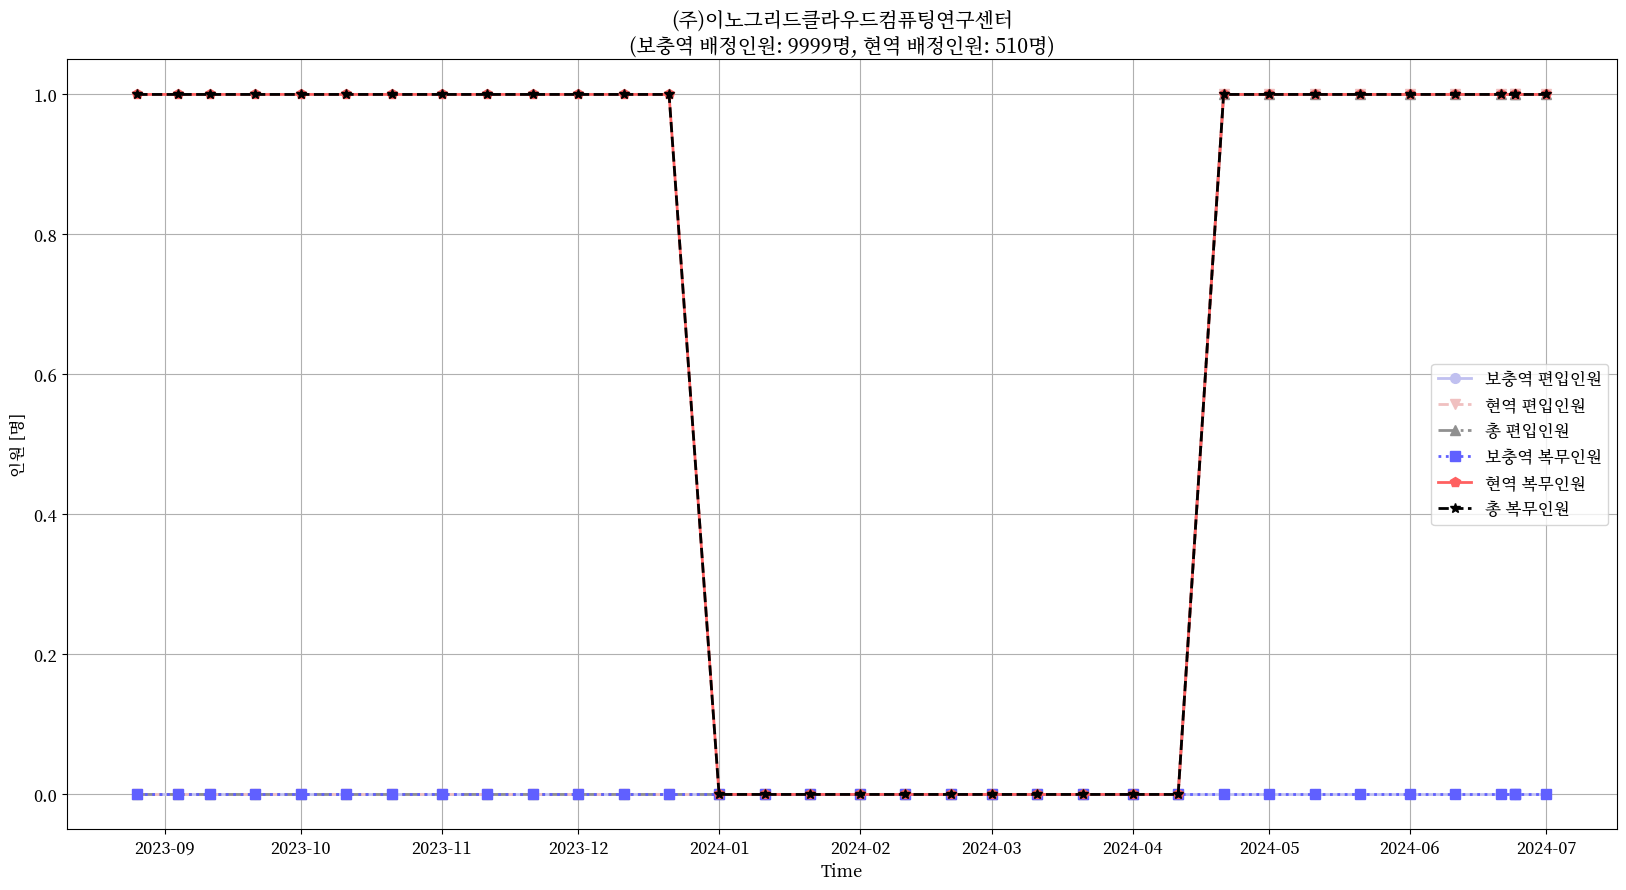 (주)이노그리드클라우드컴퓨팅연구센터
(보충역 배정인원: 9999명, 현역 배정인원: 510명)
1.0
0.8
0.6
0.4
0.2
0.0
인원 [명]
보충역 편입인원
현역 편입인원
총 편입인원
보충역 복무인원
현역 복무인원
총 복무인원
2023-09 2023-10 2023-11 2023-12 2024-01 2024-02 2024-03 2024-04 2024-05 2024-06 2024-07
Time